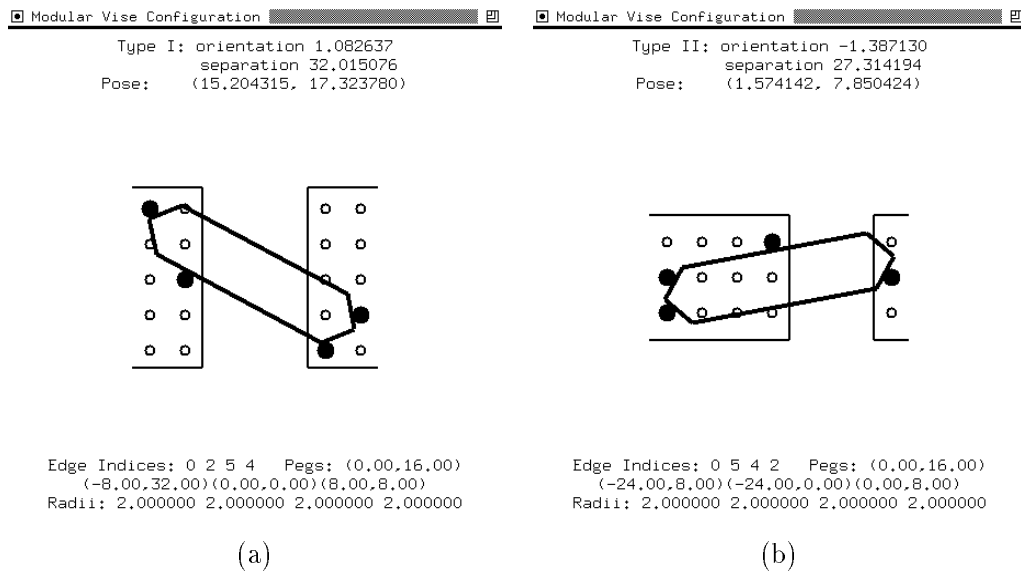 Modular Vise Configuration
Type I: orientation 1.082637
separation 32.015076
Pose: (15.204315, 17.323780)
Edge Indices: 0 2 5 4 Pegs: (0.00,16.00)
(-8.00,32.00)(0.00,0.00)(8.00,8.00)
Radii: 2.000000 2.000000 2.000000 2.000000
(a)
Modular Vise Configuration
Type II: orientation -1.387130
separation 27.314194
Pose: (1.574142, 7.850424)
Edge Indices: 0 5 4 2 Pegs: (0.00,16.00)
(-24.00,8.00)(-24.00,0.00)(0.00,8.00)
Radii: 2.000000 2.000000 2.000000 2.000000
(b)